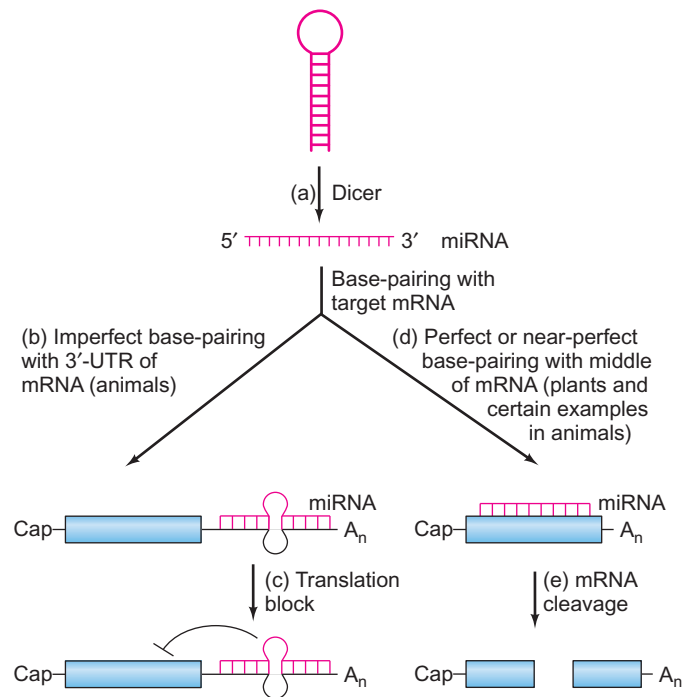 (a) Dicer
5′ 3′ miRNA
Base-pairing with
target mRNA
(b) Imperfect base-pairing
with 3′-UTR of
mRNA (animals)
(d) Perfect or near-perfect
base-pairing with middle
of mRNA (plants and
certain examples
in animals)
miRNA
Cap An
miRNA
Cap An
(c) Translation
block
(e) mRNA
cleavage
Cap An
Cap An